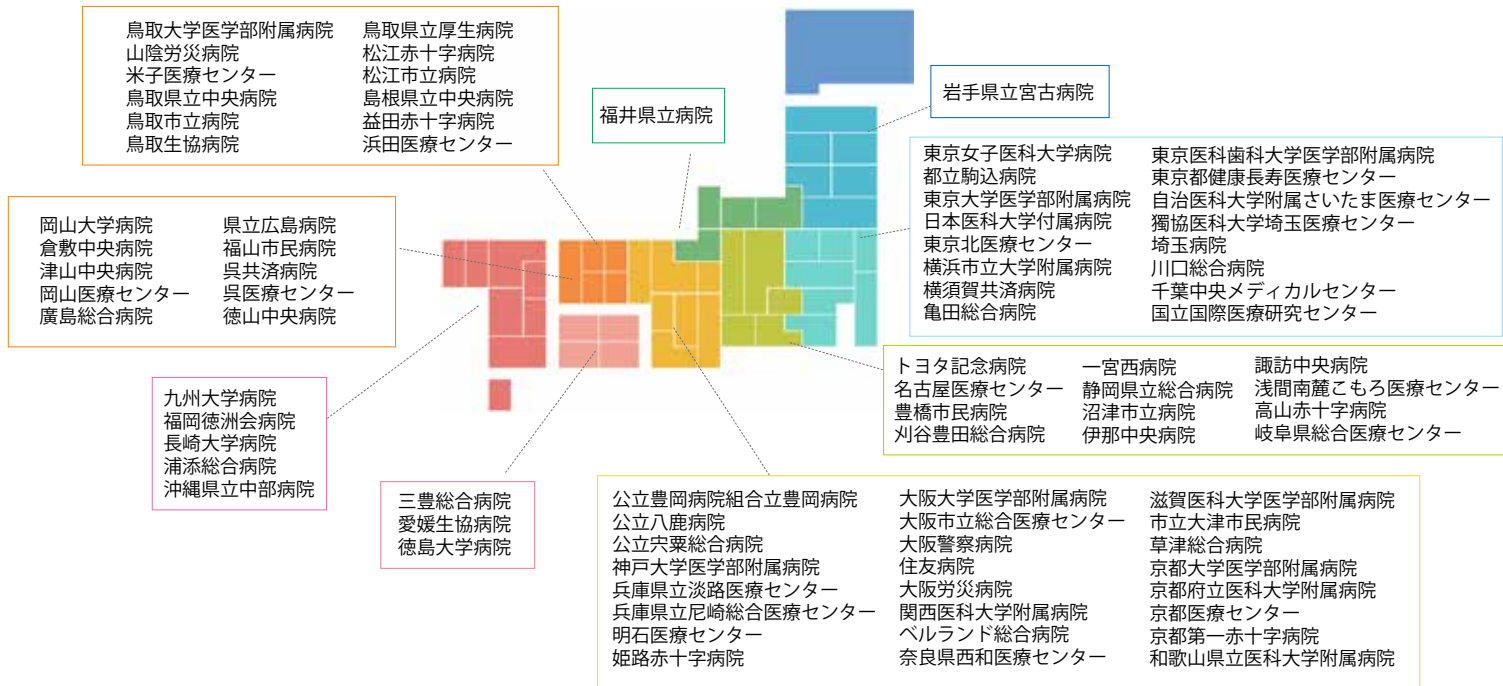 鳥取大学医学部附属病院
山陰労災病院
米子医療センター
鳥取県立中央病院
鳥取市立病院
鳥取生協病院
鳥取県立厚生病院
松江赤十字病院
松江市立病院
島根県立中央病院
益田赤十字病院
浜田医療センター
福井県立病院
岩手県立宮古病院
東京女子医科大学病院
都立駒込病院
東京大学医学部附属病院
日本医科大学付属病院
東京北医療センター
横浜市立大学附属病院
横須賀共済病院
亀田総合病院
東京医科歯科大学医学部附属病院
東京都健康長寿医療センター
自治医科大学附属さいたま医療センター
獨協医科大学埼玉医療センター
埼玉病院
川口総合病院
千葉中央メディカルセンター
国立国際医療研究センター
岡山大学病院
倉敷中央病院
津山中央病院
岡山医療センター
廣島総合病院
県立広島病院
福山市民病院
呉共済病院
呉医療センター
徳山中央病院
トヨタ記念病院
名古屋医療センター
豊橋市民病院
刈谷豊田総合病院
一宮西病院
静岡県立総合病院
沼津市立病院
伊那中央病院
諏訪中央病院
浅間南麓こもろ医療センター
高山赤十字病院
岐阜県総合医療センター
九州大学病院
福岡徳洲会病院
長崎大学病院
浦添総合病院
沖縄県立中部病院
三豊総合病院
愛媛生協病院
徳島大学病院
公立豊岡病院組合立豊岡病院
公立八鹿病院
公立宍粟総合病院
神戸大学医学部附属病院
兵庫県立淡路医療センター
兵庫県立尼崎総合医療センター
明石医療センター
姫路赤十字病院
大阪大学医学部附属病院
大阪市立総合医療センター
大阪警察病院
住友病院
大阪労災病院
関西医科大学附属病院
ベルランド総合病院
奈良県西和医療センター
滋賀医科大学医学部附属病院
市立大津市民病院
草津総合病院
京都大学医学部附属病院
京都府立医科大学附属病院
京都医療センター
京都第一赤十字病院
和歌山県立医科大学附属病院